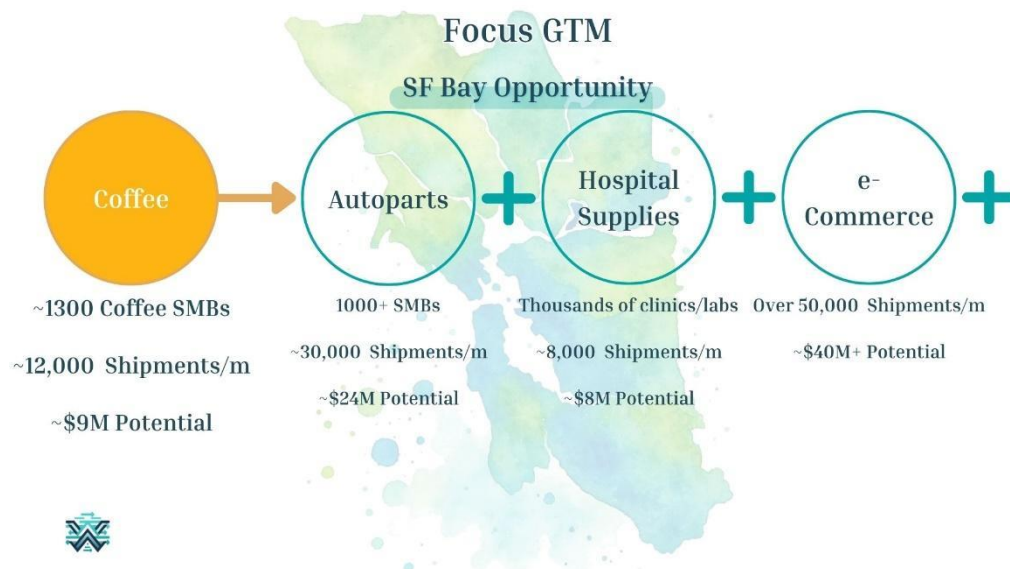 Focus GTM
SF Bay Opportunity
Coffee
~1300 Coffee SMBs
~12,000 Shipments/m
~$9M Potential
Autoparts
1000+ SMBs
~30,000 Shipments/m
~$24M Potential
+
Hospital
Supplies
Thousands of clinics/labs
~8,000 Shipments/m
~$8M Potential
+
e-
Commerce
Over 50,000 Shipments/m
~$40M+ Potential
+